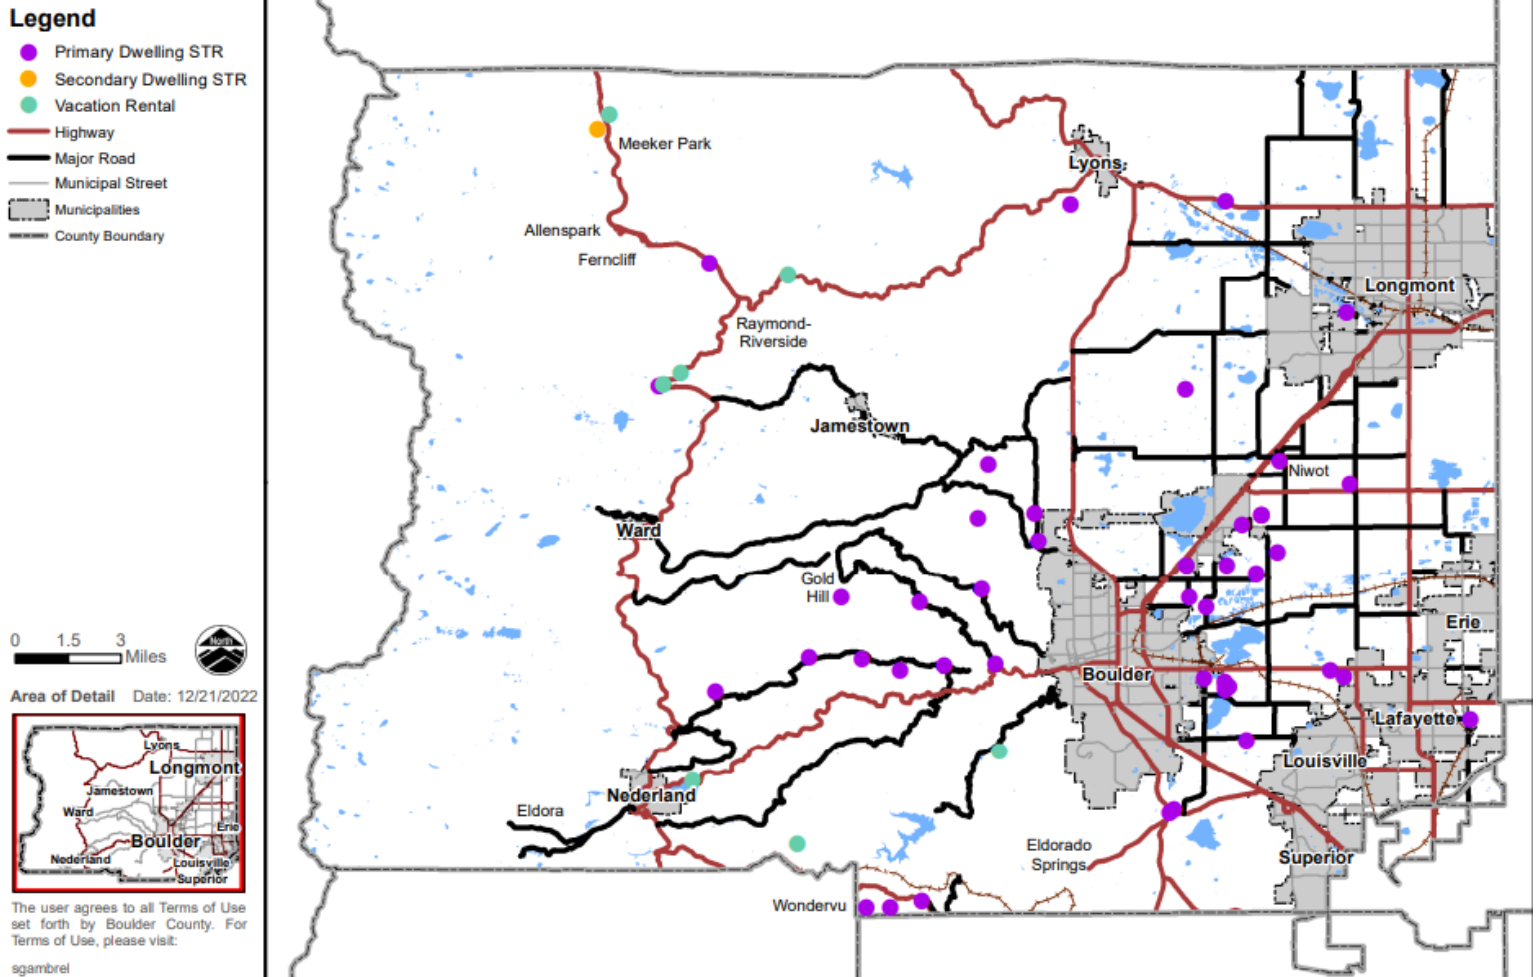 Legend
Primary Dwelling STR
Secondary Dwelling STR
Vacation Rental
Highway
Major Road
Municipal Street
Municipalities
County Boundary
0 1.5 3
Miles
North
Area of Detail Date: 12/21/2022
Lyons
Longmont
Jamestown
Ward
Erie
Boulder
Nederland
Louisville
Superior
The user agrees to all Terms of Use
set forth by Boulder County. For
Terms of Use, please visit:
sgambrel
Meeker Park
Lyons
Allenspark
Ferncliff
Longmont
Raymond-
Riverside
Jamestown
Niwot
Ward
Gold
Hill
Erie
Boulder
Lafayette
Louisville
Nederland
Eldora
Eldorado
Springs
Superior
Wondervu